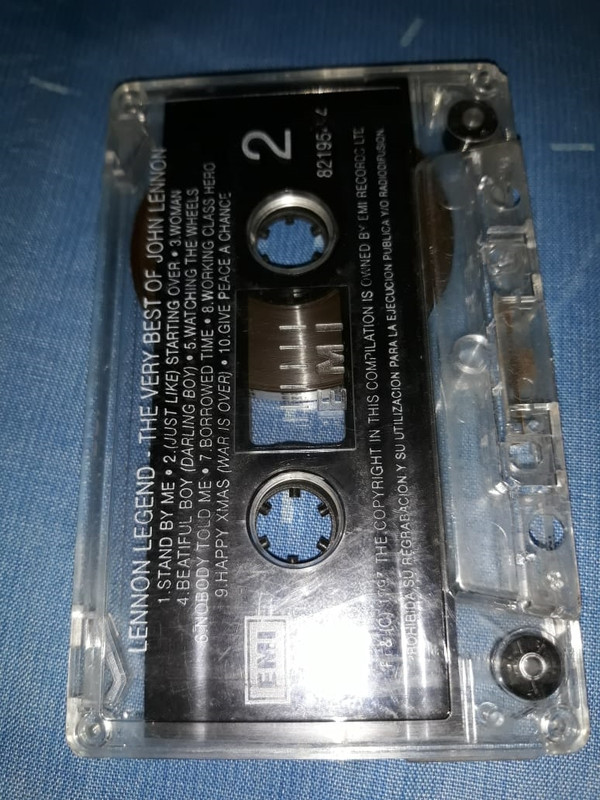 LENNON LEGEND - THE VERY BEST OF JOHN LENNON
1.STAND BY ME • 2.(JUST LIKE) STARTING OVER • 3.WOMAN
4.BEATIFUL BOY (DARLING BOY) • 5.WATCHING THE WHEELS
6.NOBODY TOLD ME • 7.BORROWED TIME • 8.WORKING CLASS HERO
9.HAPPY XMAS (WAR IS OVER) • 10.GIVE PEACE A CHANCE
2
EMI
EMI
82195-4
(P) & (C) 1997 THE COPYRIGHT IN THIS COMPILATION IS OWNED BY EMI RECORDS LTD.
PROHIBIDA SU REGRABACION Y SU UTILIZACION PARA LA EJECUCION PUBLICA Y/O RADIODIFUSION.